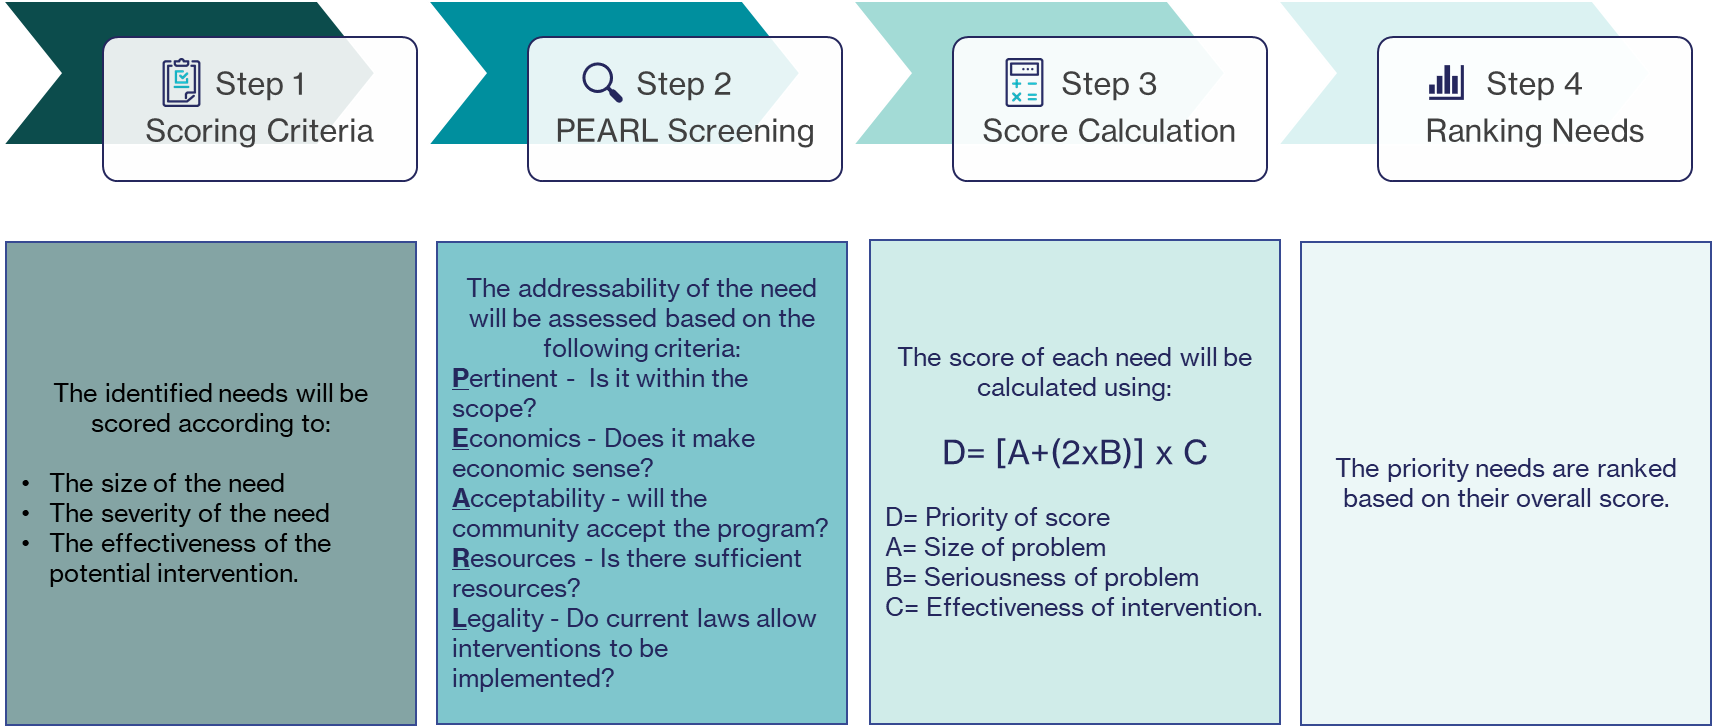 Step 1
Scoring Criteria
Step 2
PEARL Screening
Step 3
Score Calculation
Step 4
Ranking Needs
The identified needs will be
scored according to:
• The size of the need
• The severity of the need
• The effectiveness of the
potential intervention.
The addressability of the need
will be assessed based on the
following criteria:
Pertinent - Is it within the
scope?
Economics - Does it make
economic sense?
Acceptability - will the
community accept the program?
Resources - Is there sufficient
resources?
Legality - Do current laws allow
interventions to be
implemented?
The score of each need will be
calculated using:
D= [A+(2xB)] x C
D= Priority of score
A= Size of problem
B= Seriousness of problem
C= Effectiveness of intervention.
The priority needs are ranked
based on their overall score.